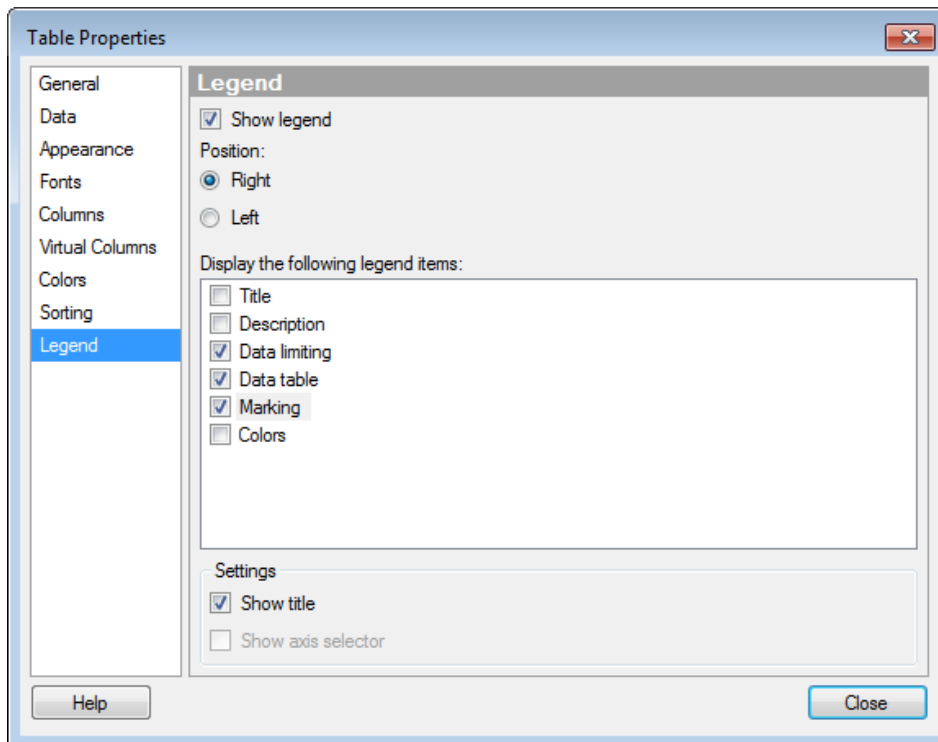 Table Properties
General
Data
Appearance
Fonts
Columns
Virtual Columns
Colors
Sorting
Legend
Legend
Show legend
Position:
Right
Left
Display the following legend items:
Title
Description
Data limiting
Data table
Marking
Colors
Settings
Show title
Show axis selector
Help
Close